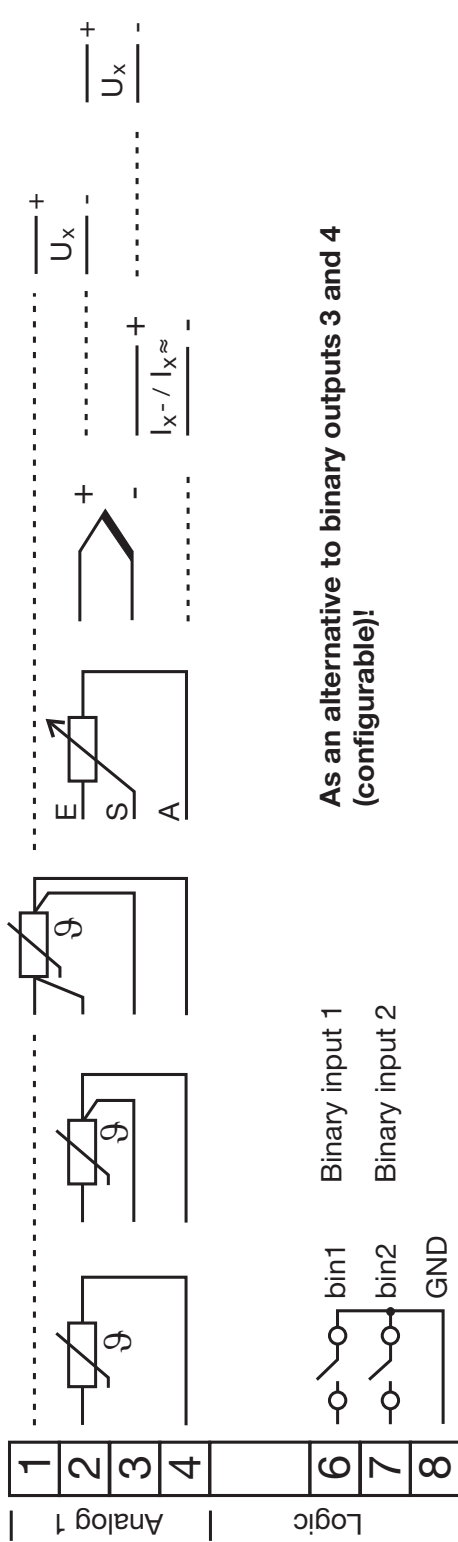 Analog 1
1
2
3
4
Logic
6
7
8
ϑ
ϑ
ϑ
E
S
A
+
-
Ix- / Ix≈
+
-
Ux
+
-
Ux
+
-
bin1 Binary input 1
bin2 Binary input 2
GND
As an alternative to binary outputs 3 and 4
(configurable)!